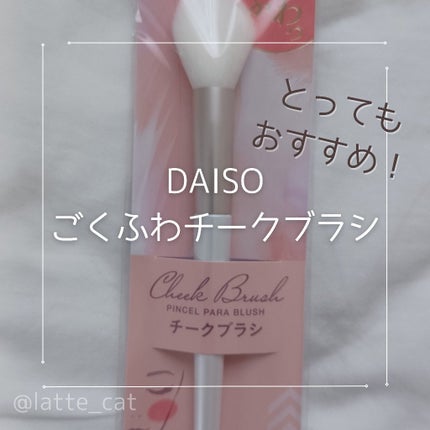 とっても
おすすめ！
DAISO
ごくふわチークブラシ
Cheek Brush
PINCEL PARA BLUSH
チークブラシ
@latte_cat